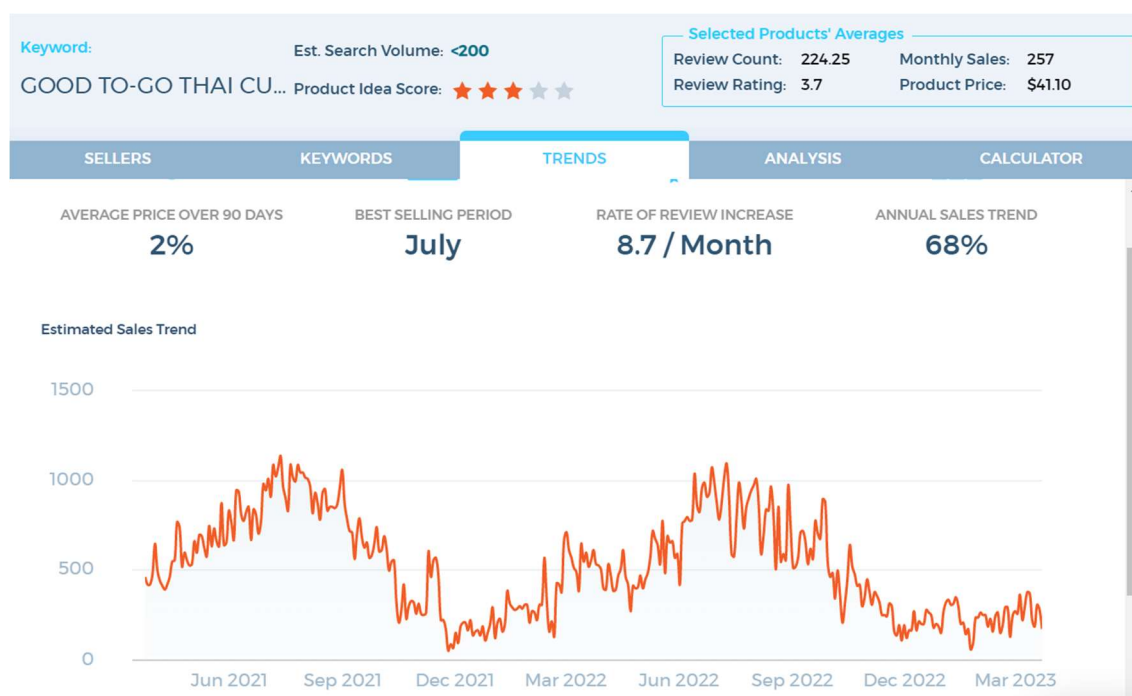 Keyword:
GOOD TO-GO THAI CU...
Est. Search Volume: <200
Product Idea Score:
Selected Products' Averages
Review Count: 224.25 Monthly Sales: 257
Review Rating: 3.7 Product Price: $41.10
SELLERS KEYWORDS TRENDS ANALYSIS CALCULATOR
AVERAGE PRICE OVER 90 DAYS BEST SELLING PERIOD RATE OF REVIEW INCREASE ANNUAL SALES TREND
2% July 8.7 / Month 68%
Estimated Sales Trend
1500
1000
500
0
Jun 2021 Sep 2021 Dec 2021 Mar 2022 Jun 2022 Sep 2022 Dec 2022 Mar 2023